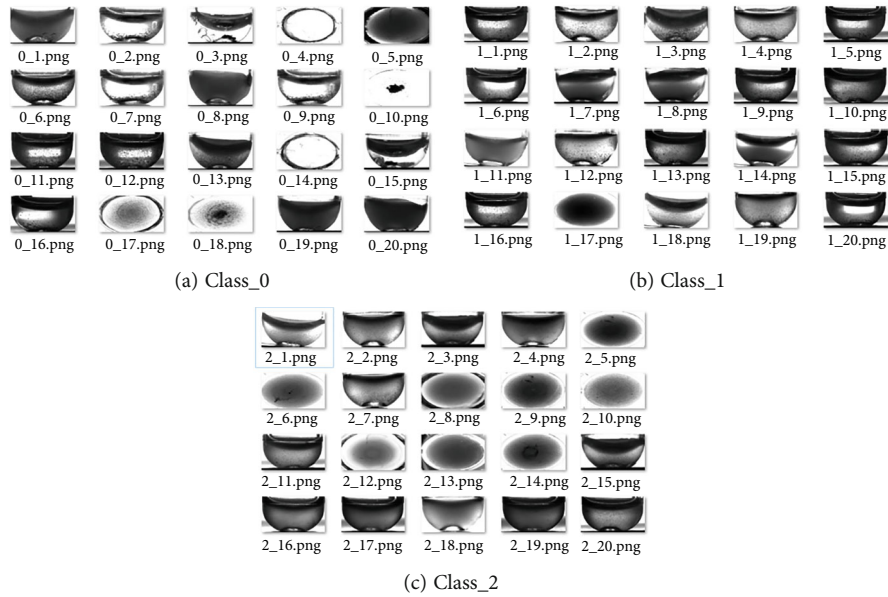 0_1.png 0_2.png 0_3.png 0_4.png 0_5.png
0_6.png 0_7.png 0_8.png 0_9.png 0_10.png
0_11.png 0_12.png 0_13.png 0_14.png 0_15.png
0_16.png 0_17.png 0_18.png 0_19.png 0_20.png
(a) Class_0
1_1.png 1_2.png 1_3.png 1_4.png 1_5.png
1_6.png 1_7.png 1_8.png 1_9.png 1_10.png
1_11.png 1_12.png 1_13.png 1_14.png 1_15.png
1_16.png 1_17.png 1_18.png 1_19.png 1_20.png
(b) Class_1
2_1.png 2_2.png 2_3.png 2_4.png 2_5.png
2_6.png 2_7.png 2_8.png 2_9.png 2_10.png
2_11.png 2_12.png 2_13.png 2_14.png 2_15.png
2_16.png 2_17.png 2_18.png 2_19.png 2_20.png
(c) Class_2